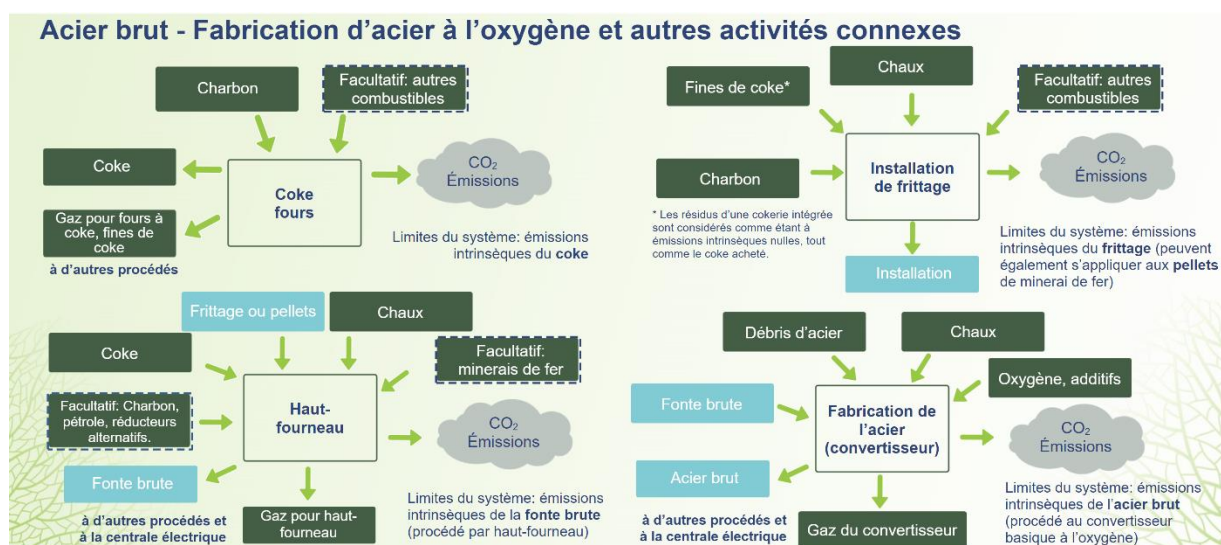 Acier brut - Fabrication d'acier à l'oxygène et autres activités connexes
Charbon
Facultatif: autres
combustibles
Coke
Gaz pour fours à
coke, fines de
coke
à d'autres procédés
Coke
fours
CO₂
Émissions
Limites du système: émissions
intrinsèques du coke
Fines de coke*
Chaux
Facultatif: autres
combustibles
Charbon
Installation
de frittage
CO₂
Émissions
* Les résidus d'une cokerie intégrée
sont considérés comme étant à
émissions intrinsèques nulles, tout
comme le coke acheté.
Installation
Limites du système: émissions
intrinsèques du frittage (peuvent
également s'appliquer aux pellets
de minerai de fer)
Frittage ou pellets
Chaux
Coke
Facultatif:
minerais de fer
Facultatif: Charbon,
pétrole, réducteurs
alternatifs.
Haut-
fourneau
CO₂
Émissions
Fonte brute
à d'autres procédés et
à la centrale électrique
Gaz pour haut-
fourneau
Limites du système: émissions
intrinsèques de la fonte brute
(procédé par haut-fourneau)
Débris d'acier
Chaux
Oxygène, additifs
Fonte brute
Fabrication de
l'acier
(convertisseur)
CO₂
Émissions
Acier brut
à d'autres procédés et
à la centrale électrique
Gaz du convertisseur
Limites du système: émissions
intrinsèques de l'acier brut
(procédé au convertisseur
basique à l'oxygène)